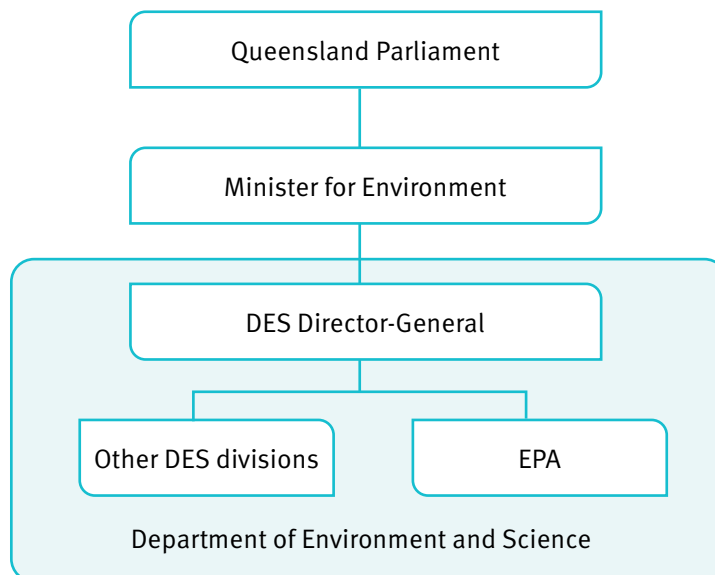 Queensland Parliament
Minister for Environment
DES Director-General
Other DES divisions
EPA
Department of Environment and Science